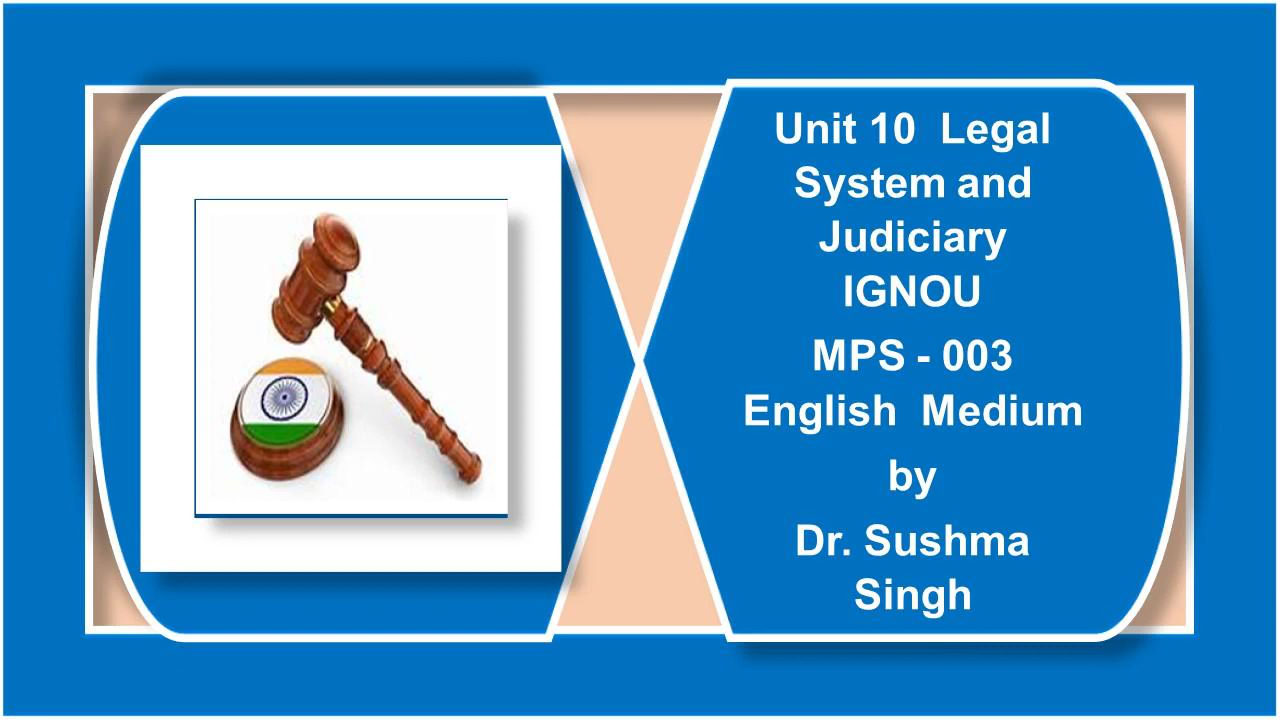 Unit 10  Legal
System and
Judiciary
IGNOU
MPS - 003
English  Medium
by
Dr. Sushma
Singh